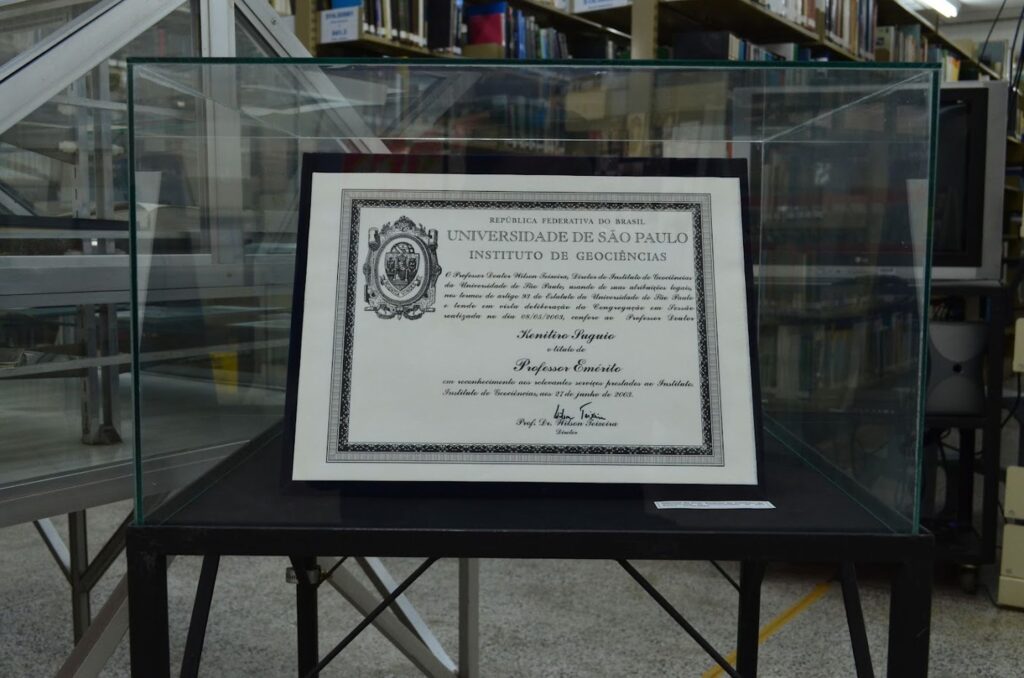 REPÚBLICA FEDERATIVA DO BRASIL
UNIVERSIDADE DE SÃO PAULO
INSTITUTO DE GEOCIÊNCIAS
O Professor Doutor Wilson Teixeira, Diretor do Instituto de Geociências
da Universidade de São Paulo, usando de suas atribuições legais,
nos termos do artigo 93 do Estatuto da Universidade de São Paulo
e tendo em vista deliberação da Congregação em Sessão
realizada no dia 08/05/2003, confere ao Professor Doutor
Kenitiro Suguio
o título de
Professor Emérito
em reconhecimento aos relevantes serviços prestados ao Instituto.
Instituto de Geociências, aos 27 de junho de 2003.
Wilson Teixeira
Prof. Dr. Wilson Teixeira
Diretor